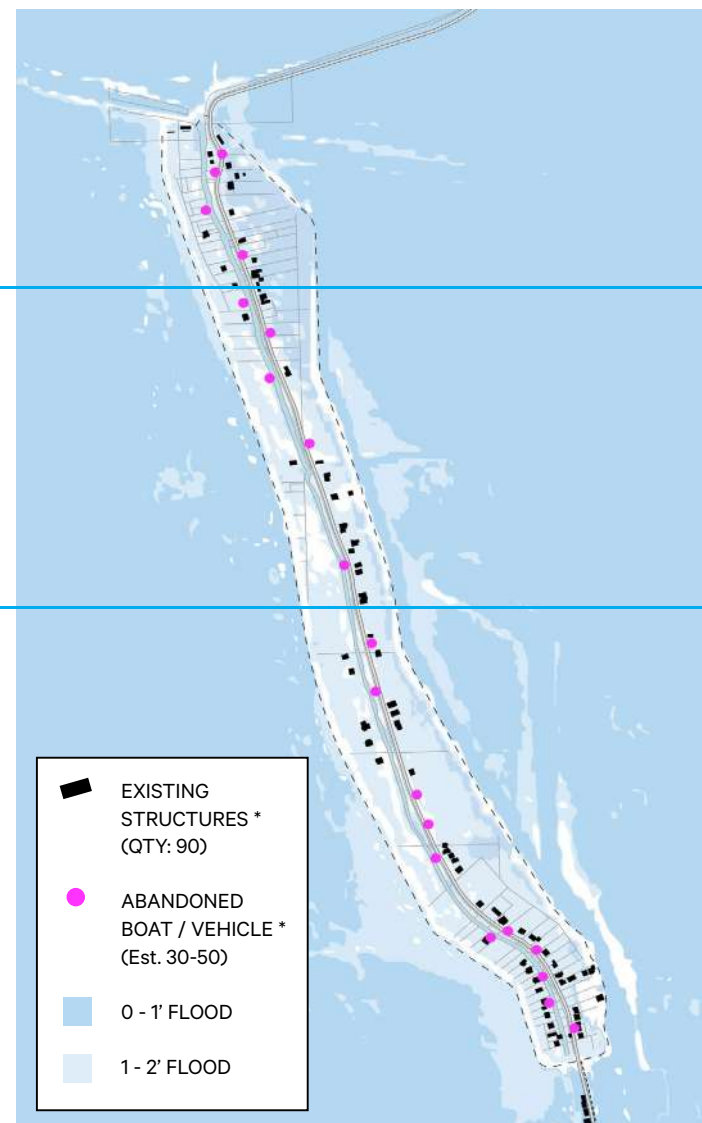 EXISTING
STRUCTURES *
(QTY: 90)
ABANDONED
BOAT / VEHICLE *
(Est. 30-50)
0 - 1' FLOOD
1 - 2' FLOOD